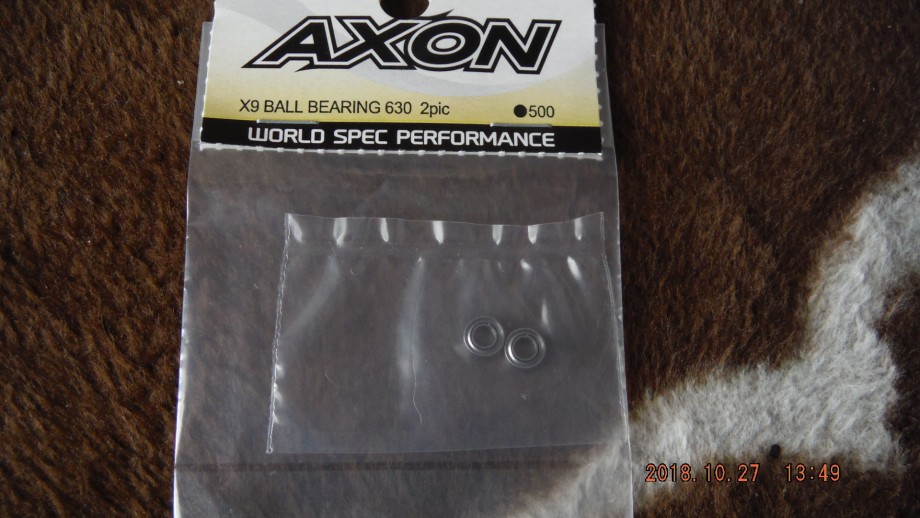 AXON
X9 BALL BEARING 630 2pic ●500
WORLD SPEC PERFORMANCE
2018.10.27 13:49